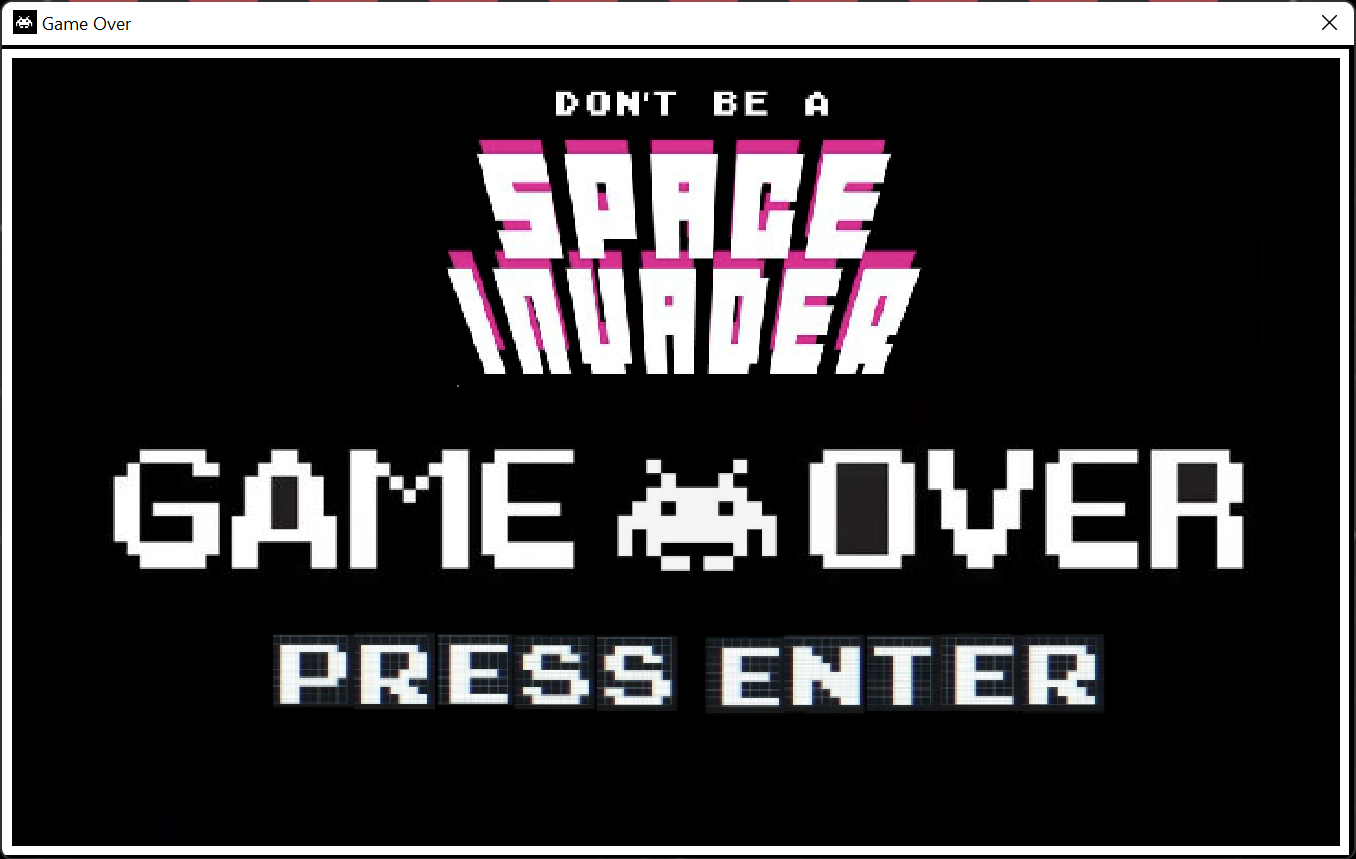 Game Over
DON'T BE A
SPACE
INVADER
GAME OVER
PRESS ENTER